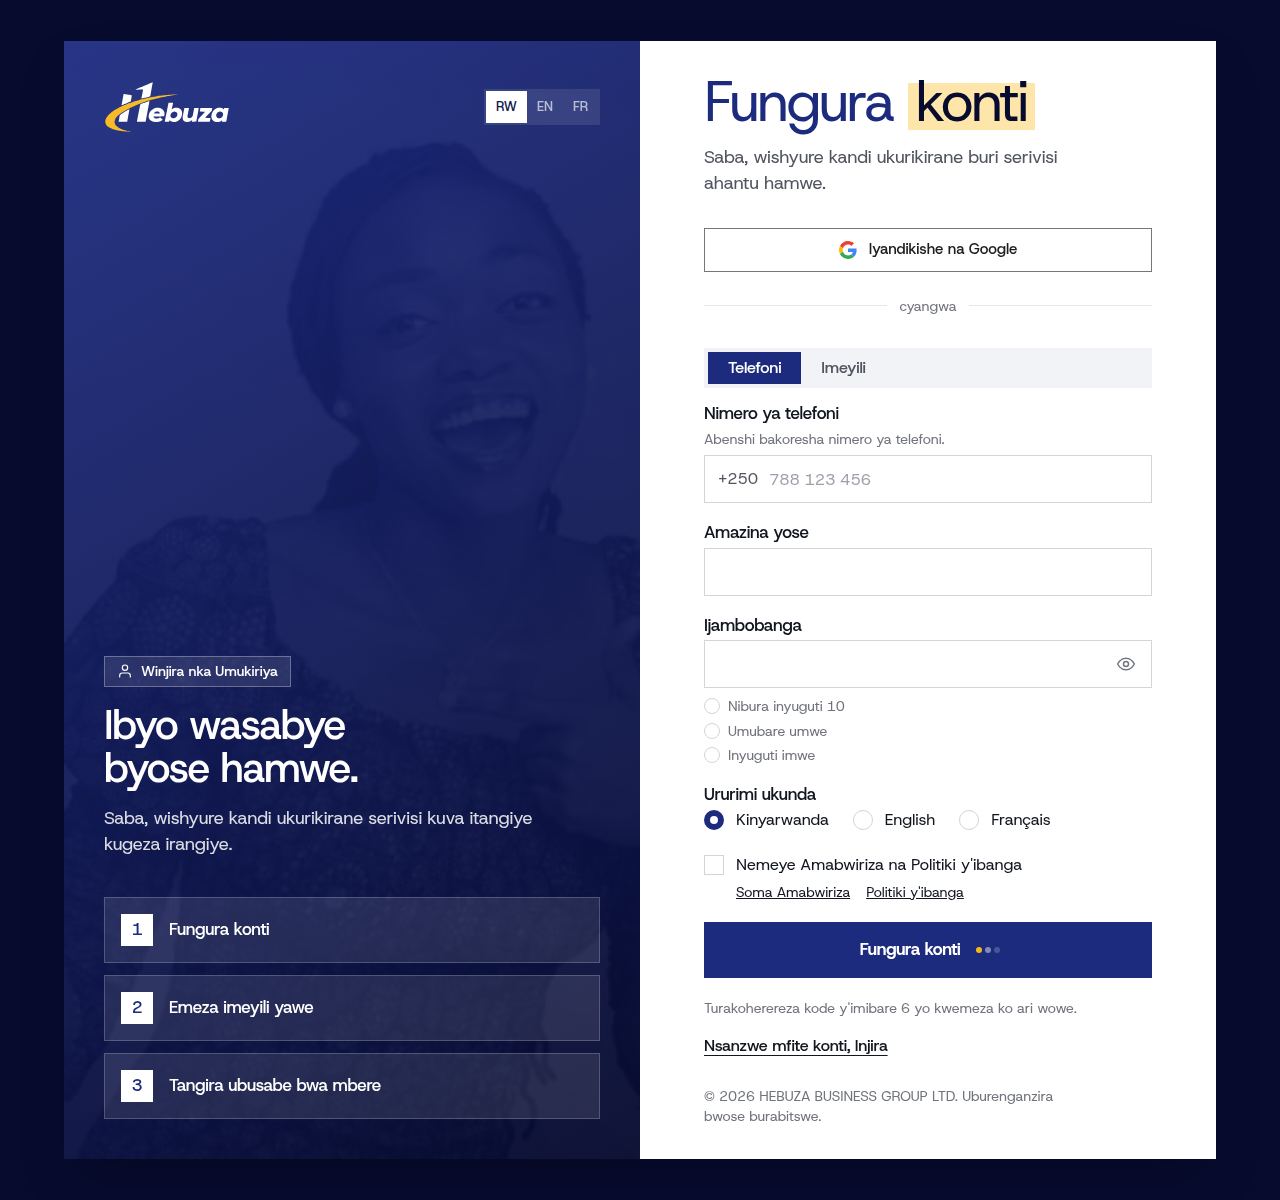 Hebuza
RW EN FR
Winjira nka Umukiriya
Ibyo wasabye
byose hamwe.
Saba, wishyure kandi ukurikirane serivisi kuva itangiye
kugeza irangiye.
1 Fungura konti
2 Emeza imeyili yawe
3 Tangira ubusabe bwa mbere
Fungura konti
Saba, wishyure kandi ukurikirane buri serivisi
ahantu hamwe.
Iyandikishe na Google
cyangwa
Telefoni Imeyili
Nimero ya telefoni
Abenshi bakoresha nimero ya telefoni.
+250 788 123 456
Amazina yose
Ijambobanga
Nibura inyuguti 10
Umubare umwe
Inyuguti imwe
Ururimi ukunda
Kinyarwanda English Français
Nemeye Amabwiriza na Politiki y'ibanga
Soma Amabwiriza Politiki y'ibanga
Fungura konti
Turakoherereza kode y'imibare 6 yo kwemeza ko ari wowe.
Nsanzwe mfite konti, Injira
© 2026 HEBUZA BUSINESS GROUP LTD. Uburenganzira
bwose burabitswe.